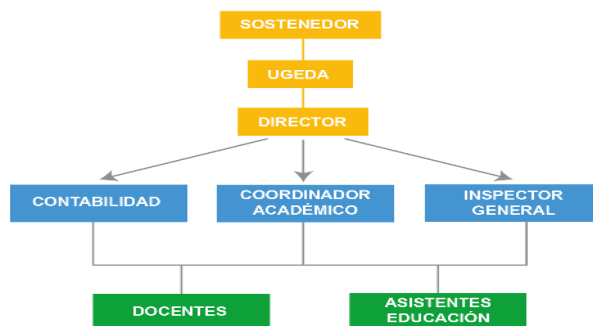 SOSTENEDOR
UGEDA
DIRECTOR
CONTABILIDAD
COORDINADOR
ACADÉMICO
INSPECTOR
GENERAL
DOCENTES
ASISTENTES
EDUCACIÓN